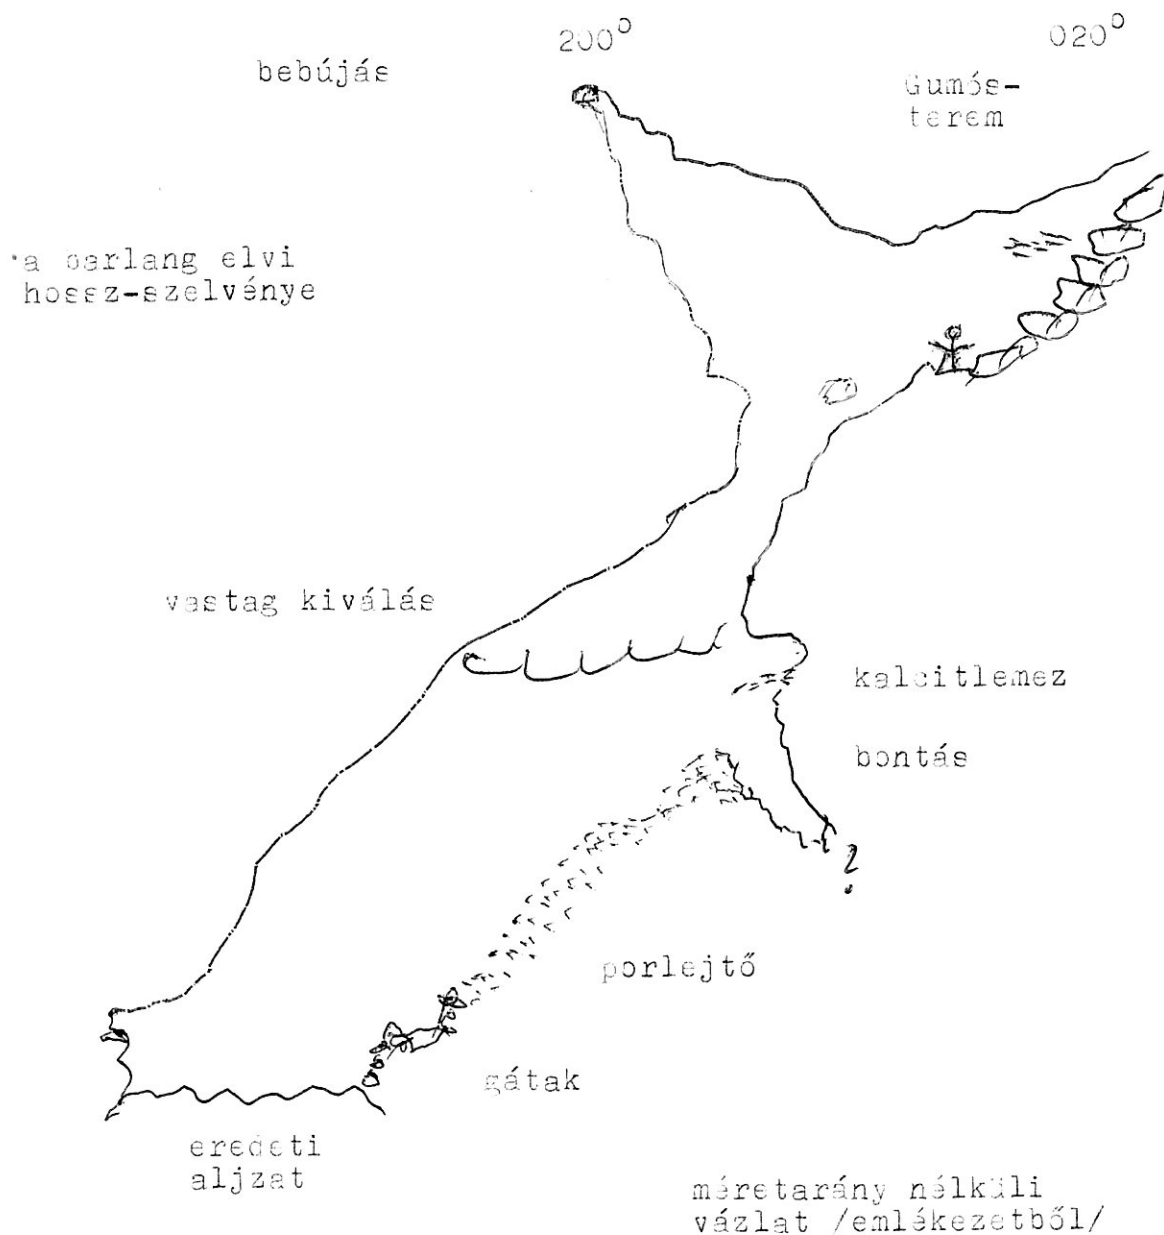 200° 020°
bebújás
Gumós-
terem
a barlang elvi
hossz-szelvénye
vastag kiválás
kalcitlemez
bontás
?
porlejtő
gátak
eredeti
aljzat
méretarány nélküli
vázlat /emlékezetből/